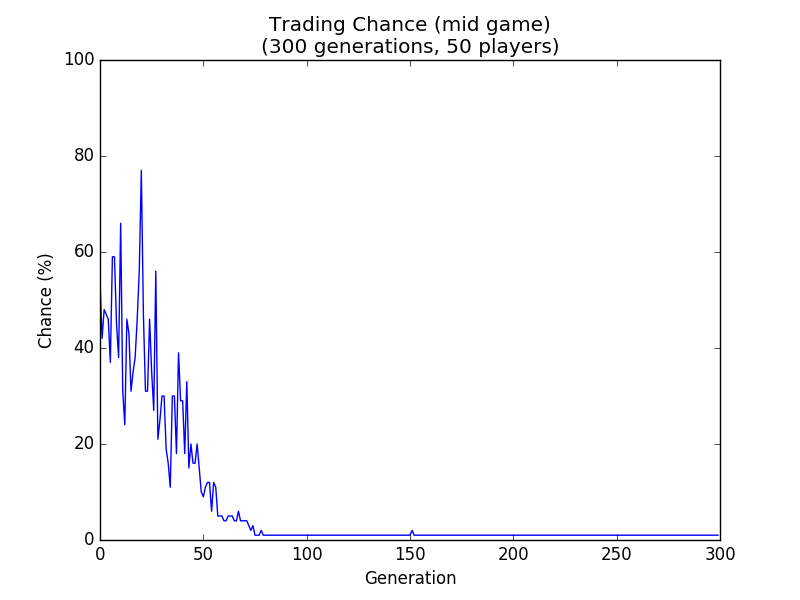 Trading Chance (mid game)
(300 generations, 50 players)
100
80
60
40
20
0
Chance (%)
0 50 100 150 200 250 300
Generation